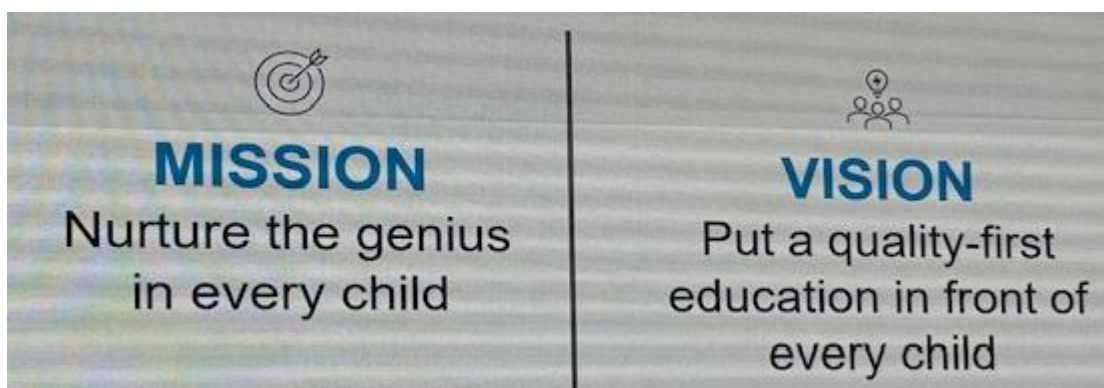 MISSION
Nurture the genius
in every child
VISION
Put a quality-first
education in front of
every child